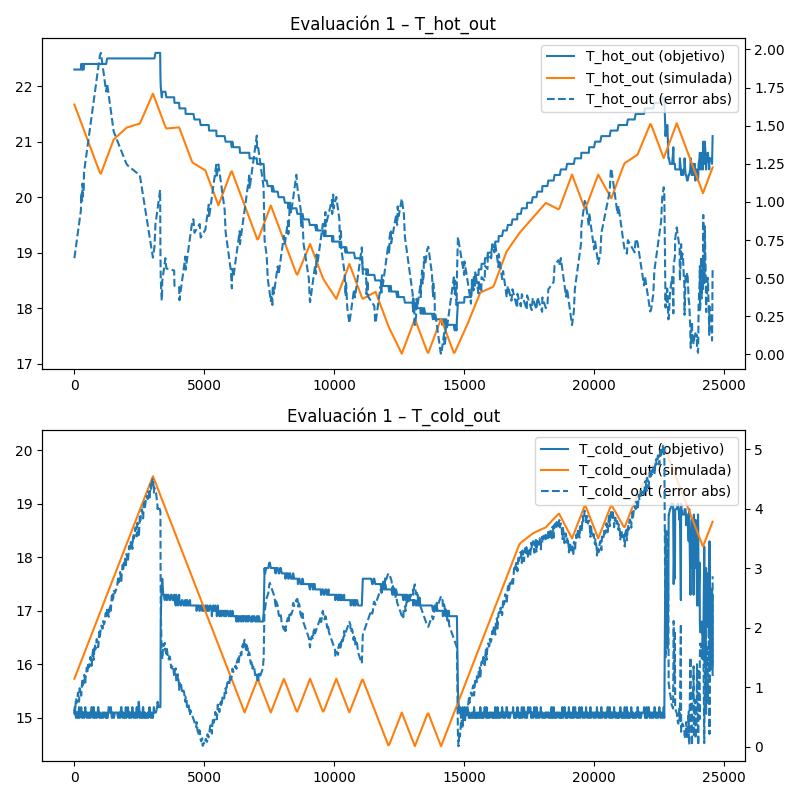 Evaluación 1 – T_hot_out
T_hot_out (objetivo)
T_hot_out (simulada)
T_hot_out (error abs)
22
21
20
19
18
17
2.00
1.75
1.50
1.25
1.00
0.75
0.50
0.25
0.00
0 5000 10000 15000 20000 25000
Evaluación 1 – T_cold_out
T_cold_out (objetivo)
T_cold_out (simulada)
T_cold_out (error abs)
20
19
18
17
16
15
5
4
3
2
1
0
0 5000 10000 15000 20000 25000